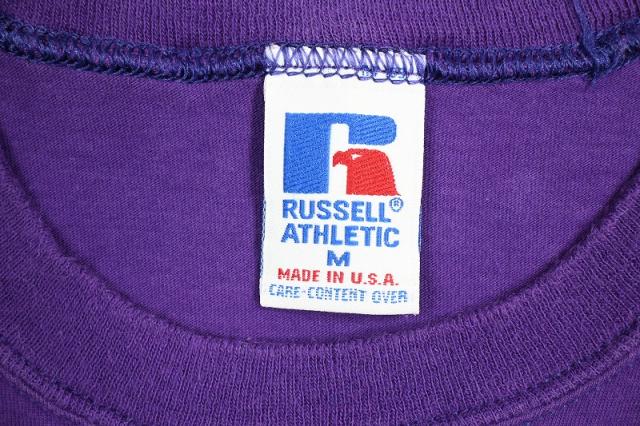 RUSSELL®
ATHLETIC
M
MADE IN U.S.A.
CARE-CONTENT OVER